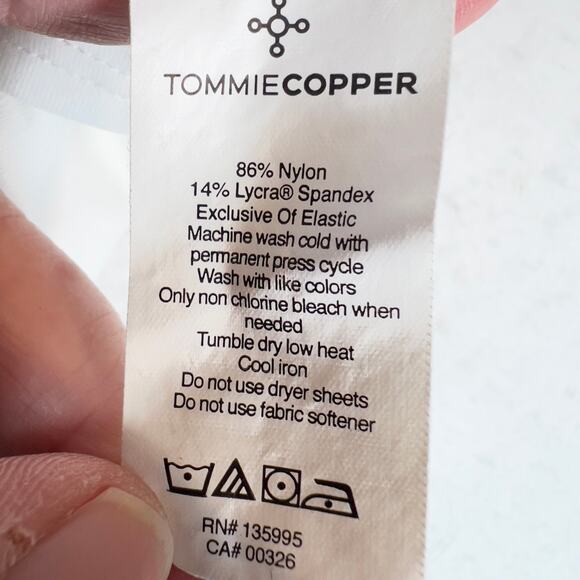 TOMMIECOPPER
86% Nylon
14% Lycra® Spandex
Exclusive Of Elastic
Machine wash cold with
permanent press cycle
Wash with like colors
Only non chlorine bleach when
needed
Tumble dry low heat
Cool iron
Do not use dryer sheets
Do not use fabric softener
RN# 135995
CA# 00326